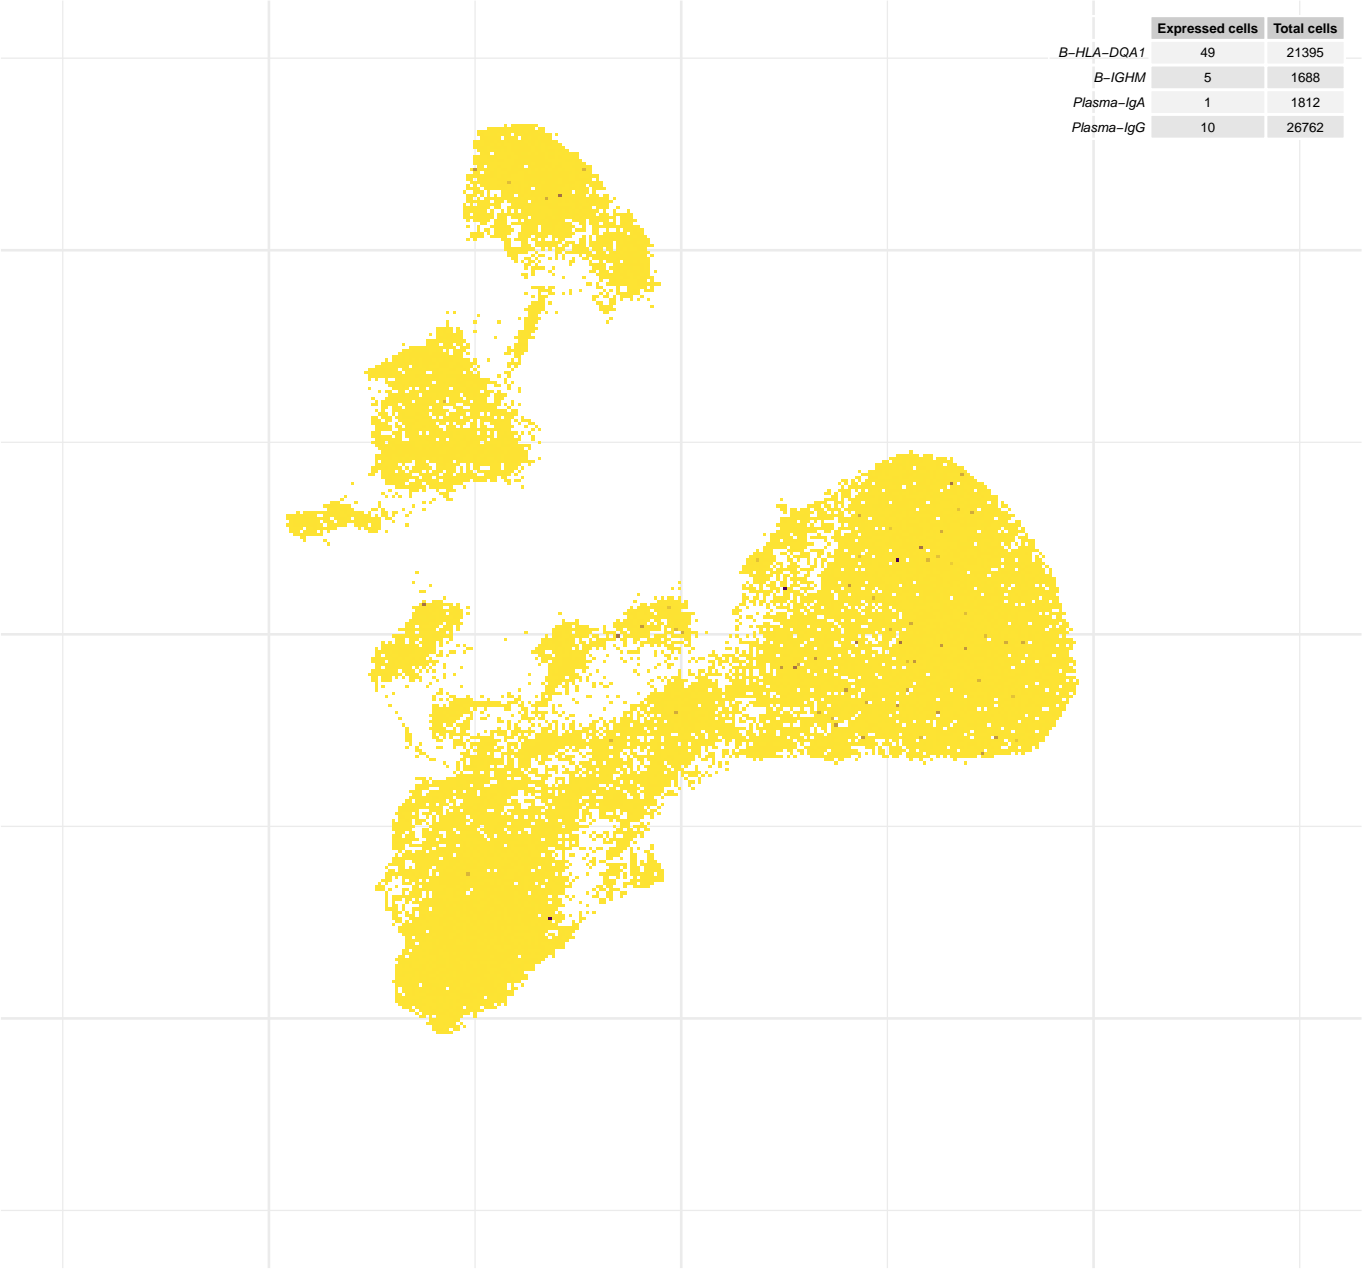 Expressed cells Total cells
B−HLA−DQA1 49 21395
B−IGHM 5 1688
Plasma−IgA 1 1812
Plasma−IgG 10 26762